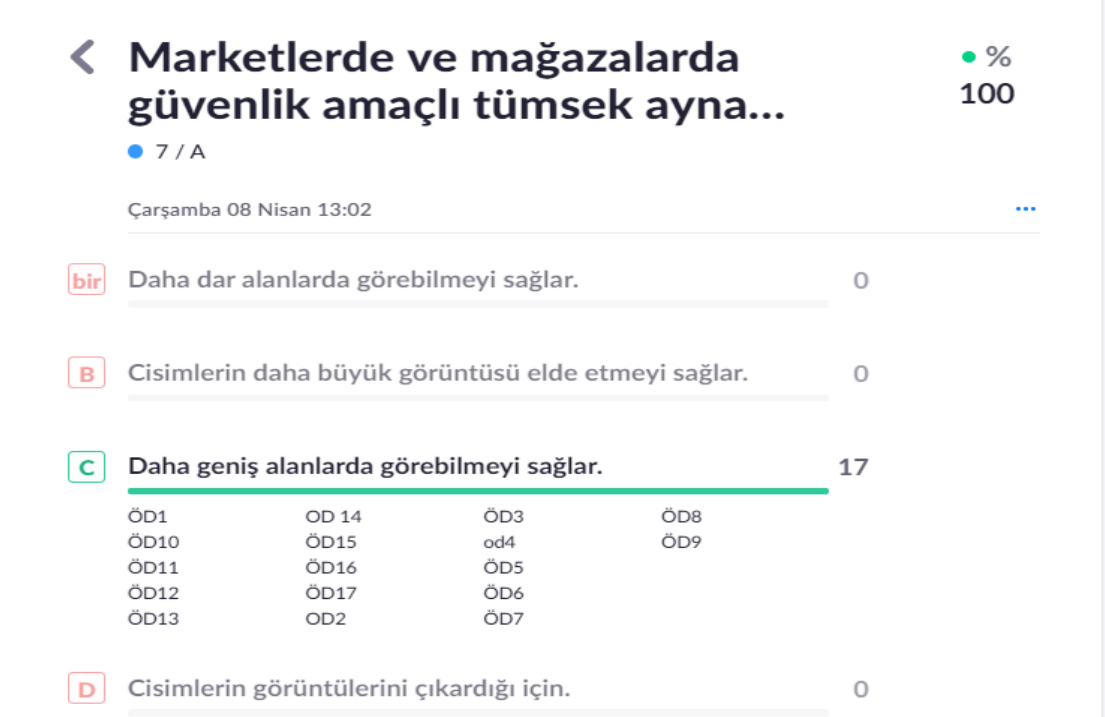 Marketlerde ve mağazalarda
güvenlik amaçlı tümsek ayna...
%
100
7 / A
Çarşamba 08 Nisan 13:02
...
bir Daha dar alanlarda görebilmeyi sağlar. 0
B Cisimlerin daha büyük görüntüsü elde etmeyi sağlar. 0
C Daha geniş alanlarda görebilmeyi sağlar. 17
ÖD1 OD 14 ÖD3 ÖD8
ÖD10 ÖD15 od4 ÖD9
ÖD11 ÖD16 ÖD5
ÖD12 ÖD17 ÖD6
ÖD13 OD2 ÖD7
D Cisimlerin görüntülerini çıkardığı için. 0